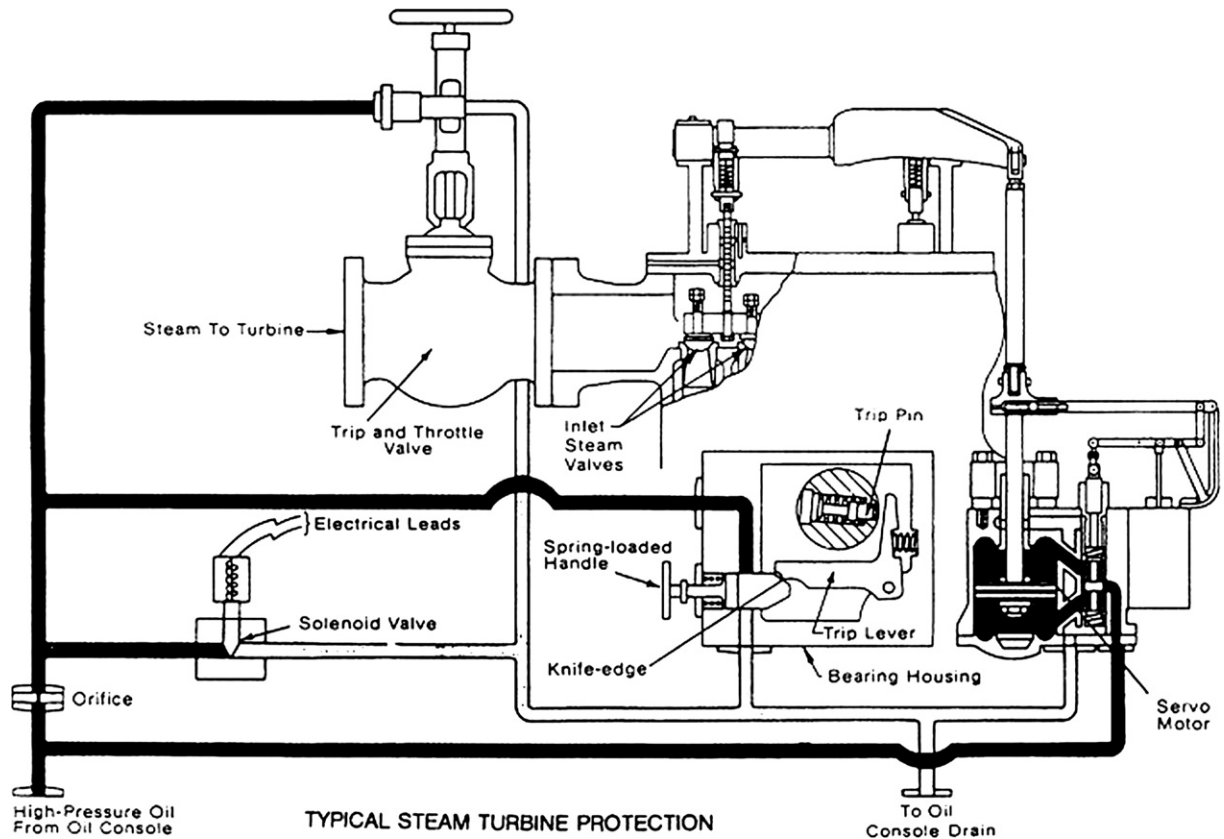 Steam To Turbine
Trip and Throttle
Valve
Inlet
Steam
Valves
Trip Pin
Electrical Leads
Spring-loaded
Handle
Solenoid Valve
Trip Lever
Knife-edge
Bearing Housing
Orifice
Servo
Motor
High-Pressure Oil
From Oil Console
TYPICAL STEAM TURBINE PROTECTION
To Oil
Console Drain